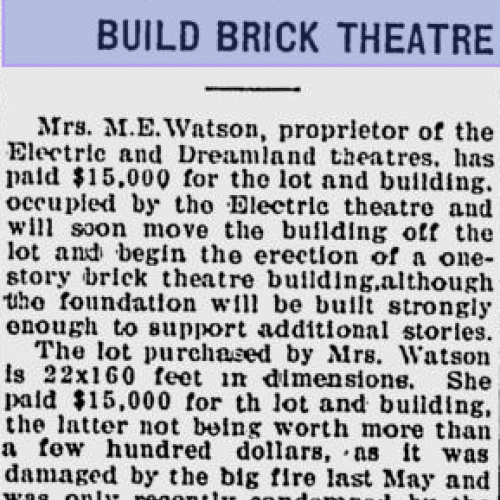 BUILD BRICK THEATRE
Mrs. M.E. Watson, proprietor of the
Electric and Dreamland theatres, has
paid $15,000 for the lot and building,
occupied by the Electric theatre and
will soon move the building off the
lot and begin the erection of a one-
story brick theatre building,although
the foundation will be built strongly
enough to support additional stories.
The lot purchased by Mrs. Watson
is 22x160 feet in dimensions. She
paid $15,000 for th lot and building,
the latter not being worth more than
a few hundred dollars, as it was
damaged by the big fire last May and
was only recently condemned by the